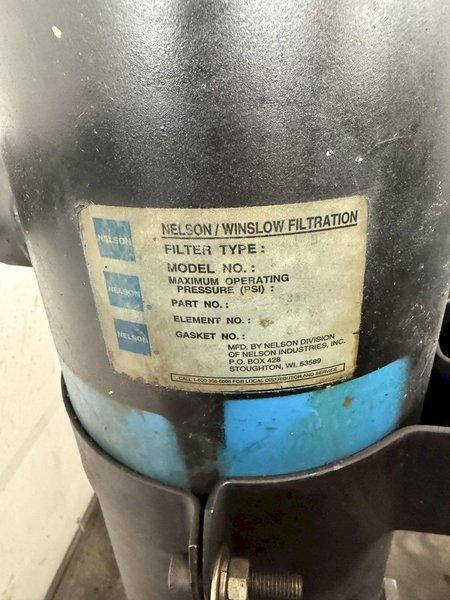 NELSON / WINSLOW FILTRATION
FILTER TYPE :
NELSON
MODEL NO. :
MAXIMUM OPERATING
PRESSURE (PSI) :
NELSON
PART NO. :
ELEMENT NO. :
NELSON
GASKET NO. :
MFD. BY NELSON DIVISION
OF NELSON INDUSTRIES, INC.
P.O. BOX 428
STOUGHTON, WI. 53589
CALL 1-800-356-6606 FOR LOCAL DISTRIBUTOR AND SERVICE